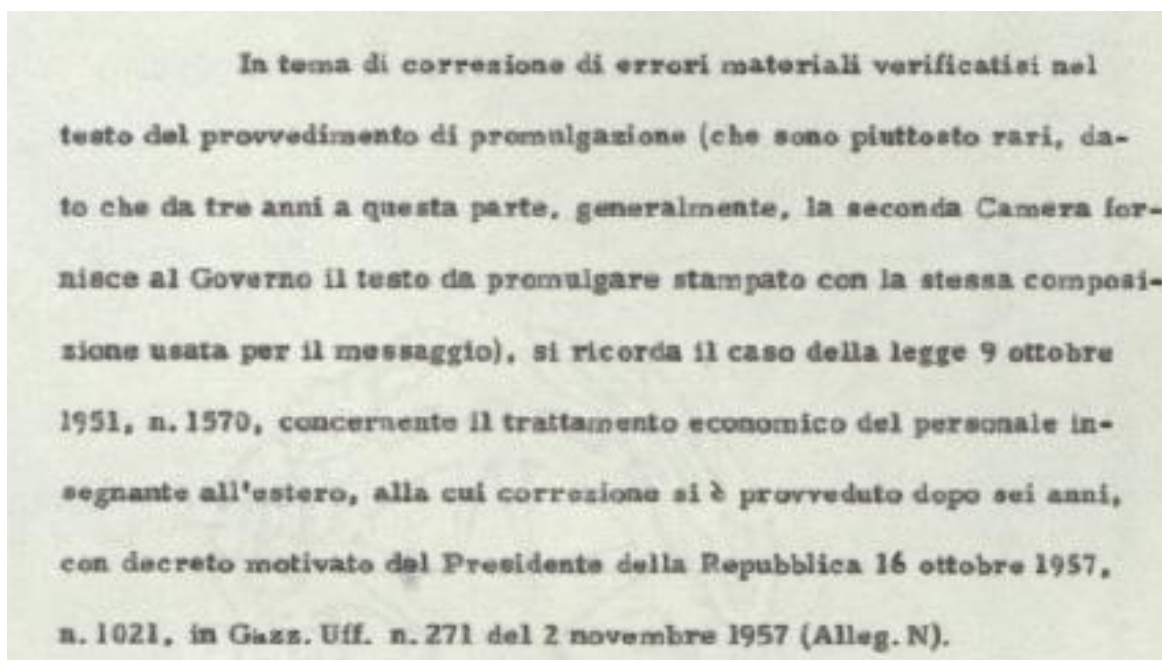 In tema di correzione di errori materiali verificatisi nel
testo del provvedimento di promulgazione (che sono piuttosto rari, da-
to che da tre anni a questa parte, generalmente, la seconda Camera for-
nisce al Governo il testo da promulgare stampato con la stessa composi-
zione usata per il messaggio), si ricorda il caso della legge 9 ottobre
1951, n. 1570, concernente il trattamento economico del personale in-
segnante all'estero, alla cui correzione si è provveduto dopo sei anni,
con decreto motivato del Presidente della Repubblica 16 ottobre 1957,
n. 1021, in Gazz. Uff. n. 271 del 2 novembre 1957 (Alleg. N).